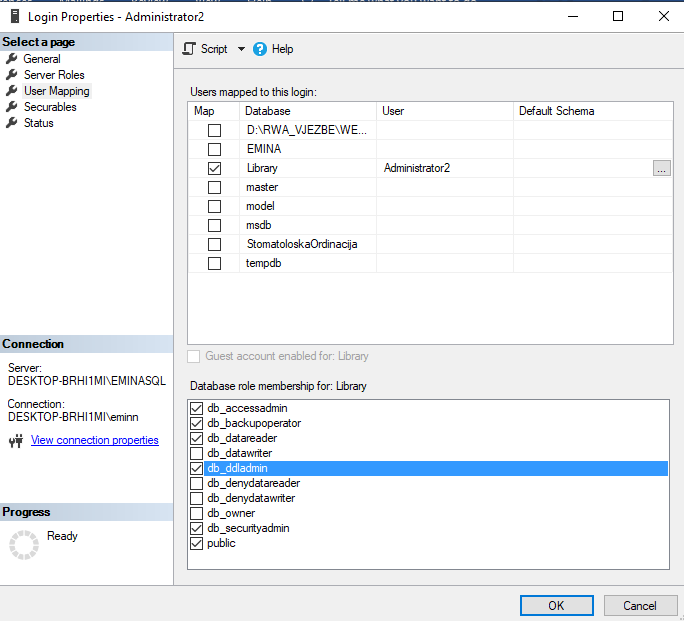 Login Properties - Administrator2
Select a page
General
Server Roles
User Mapping
Securables
Status
Connection
Server:
DESKTOP-BRHI1MI\EMINASQL
Connection:
DESKTOP-BRHI1MI\eminn
View connection properties
Progress
Ready
Script
Help
Users mapped to this login:
Map Database User Default Schema
D:\RWA_VJEZBE\WE...
EMINA
Library Administrator2 ...
master
model
msdb
StomatoloskaOrdinacija
tempdb
Guest account enabled for: Library
Database role membership for: Library
db_accessadmin
db_backupoperator
db_datareader
db_datawriter
db_ddladmin
db_denydatareader
db_denydatawriter
db_owner
db_securityadmin
public
OK Cancel